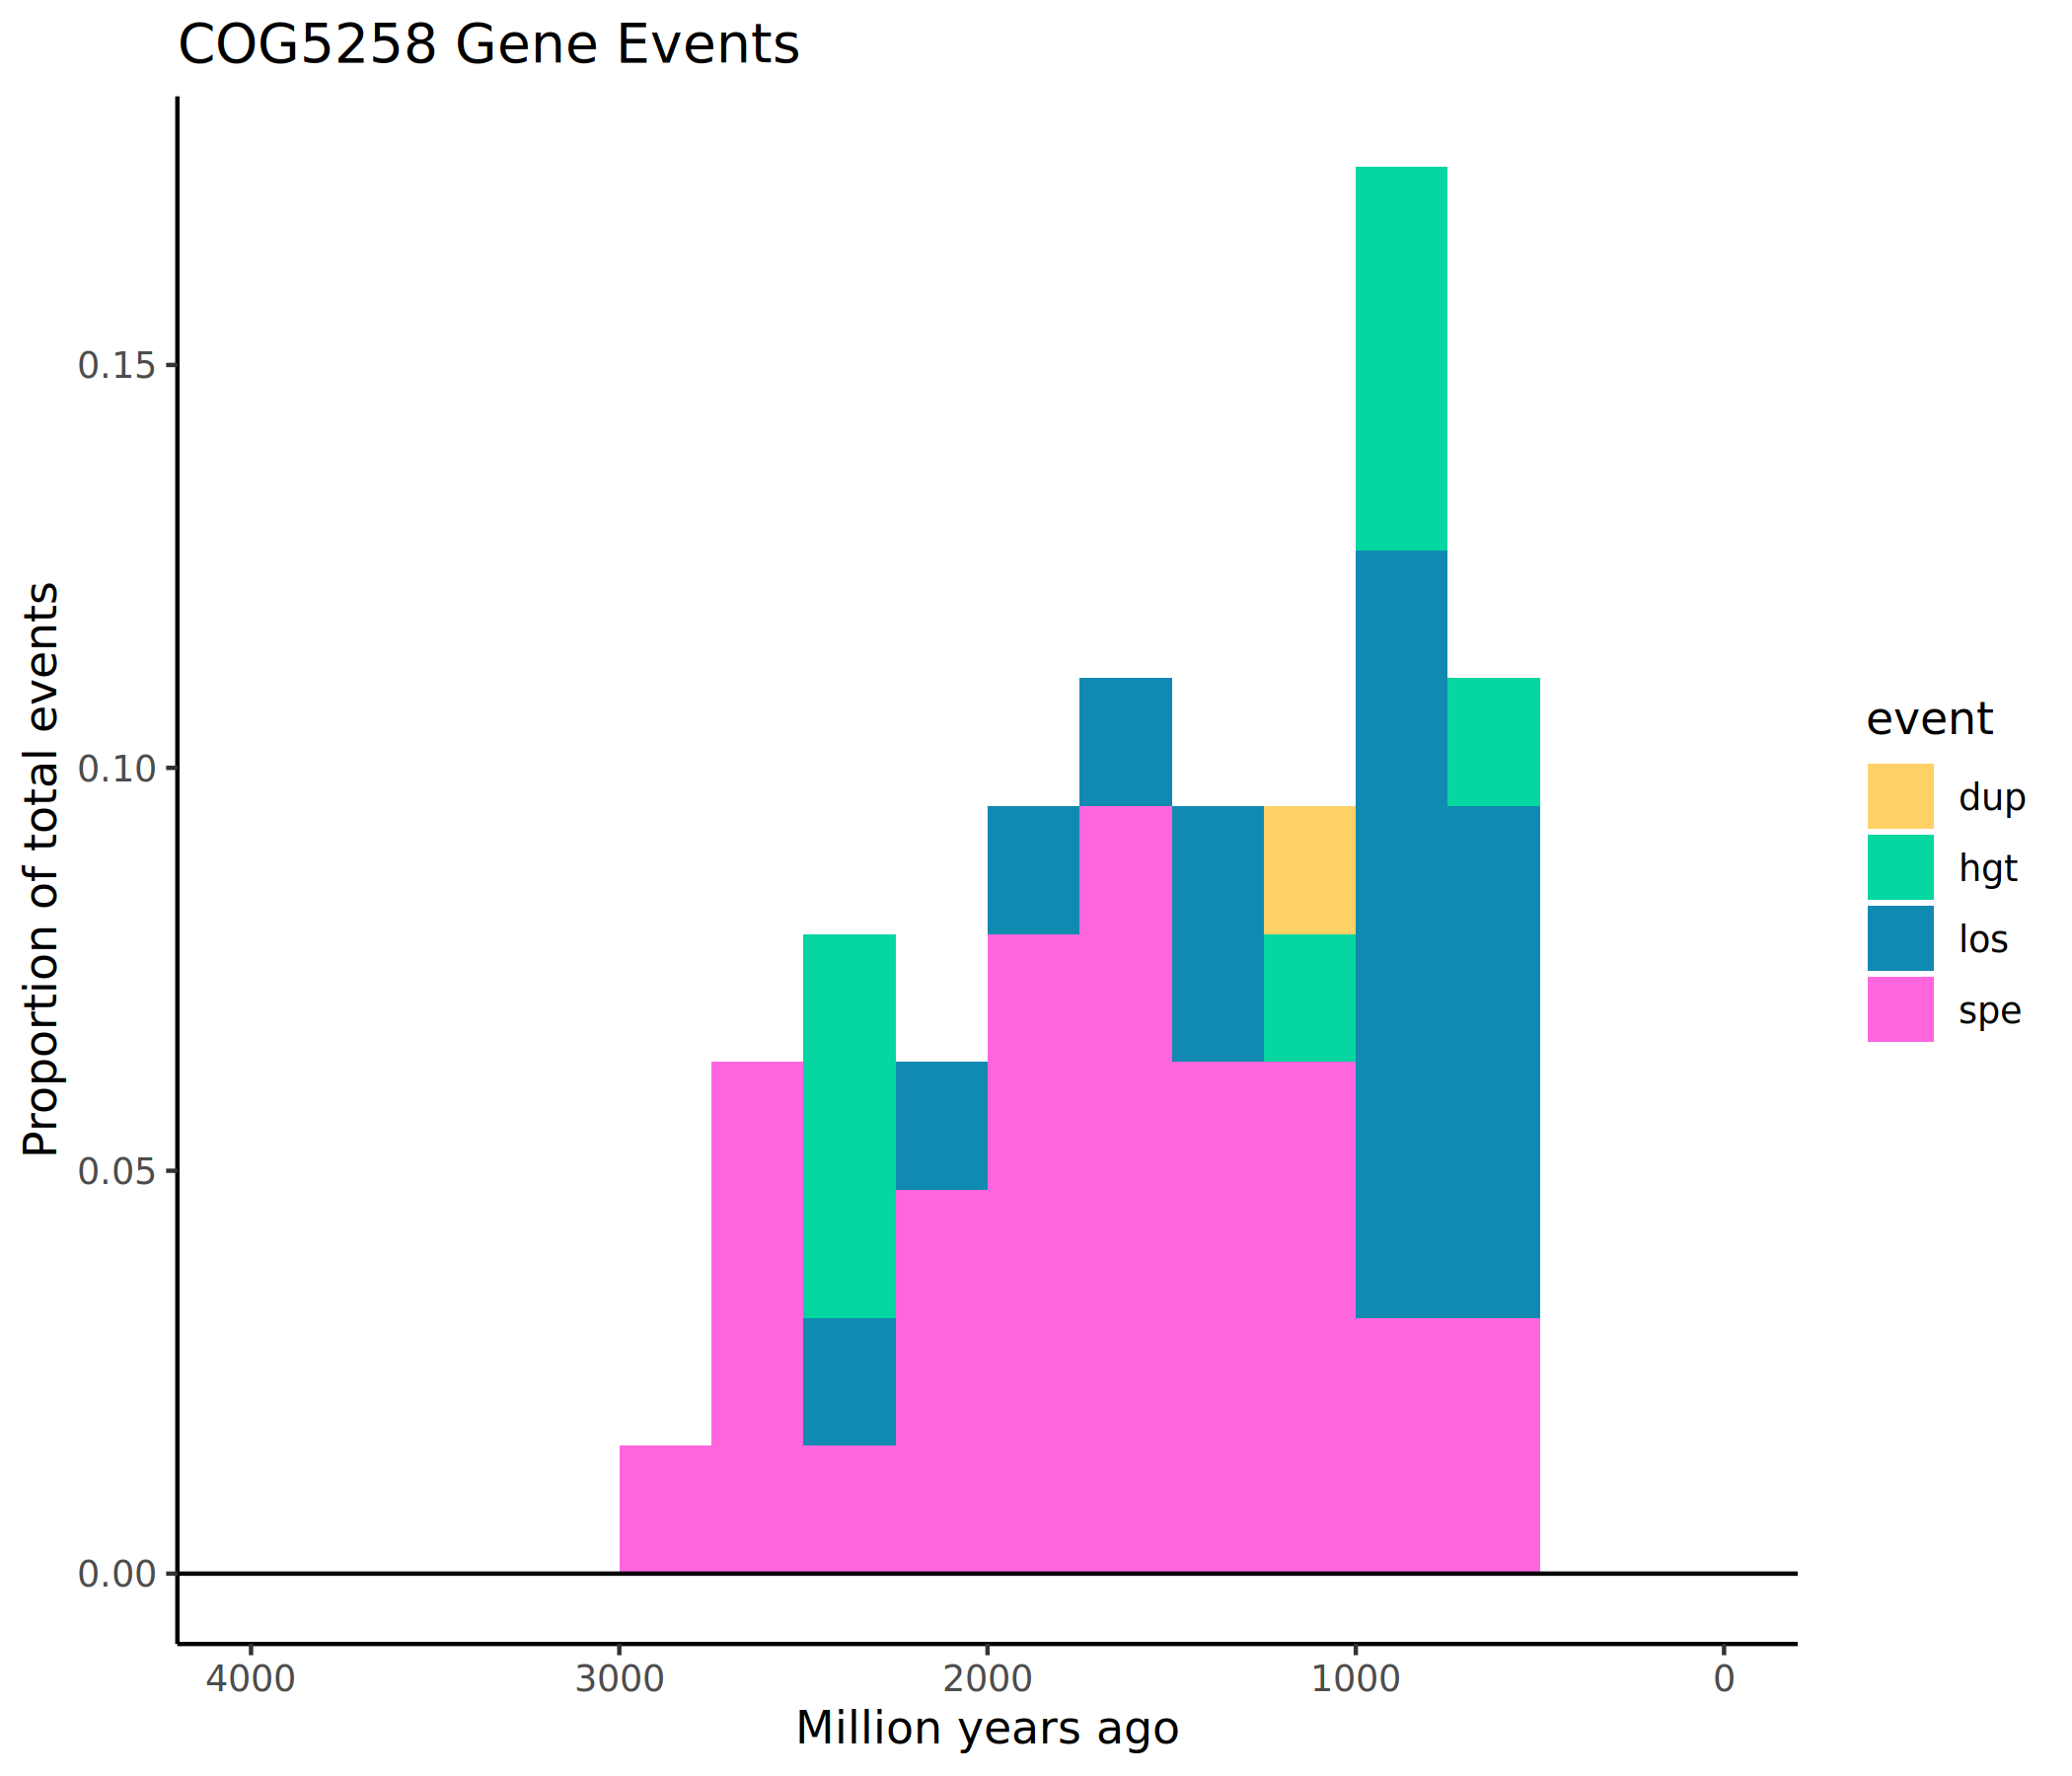 COG5258 Gene Events
Proportion of total events
0.15
0.10
0.05
0.00
4000 3000 2000 1000 0
Million years ago
event
dup
hgt
los
spe